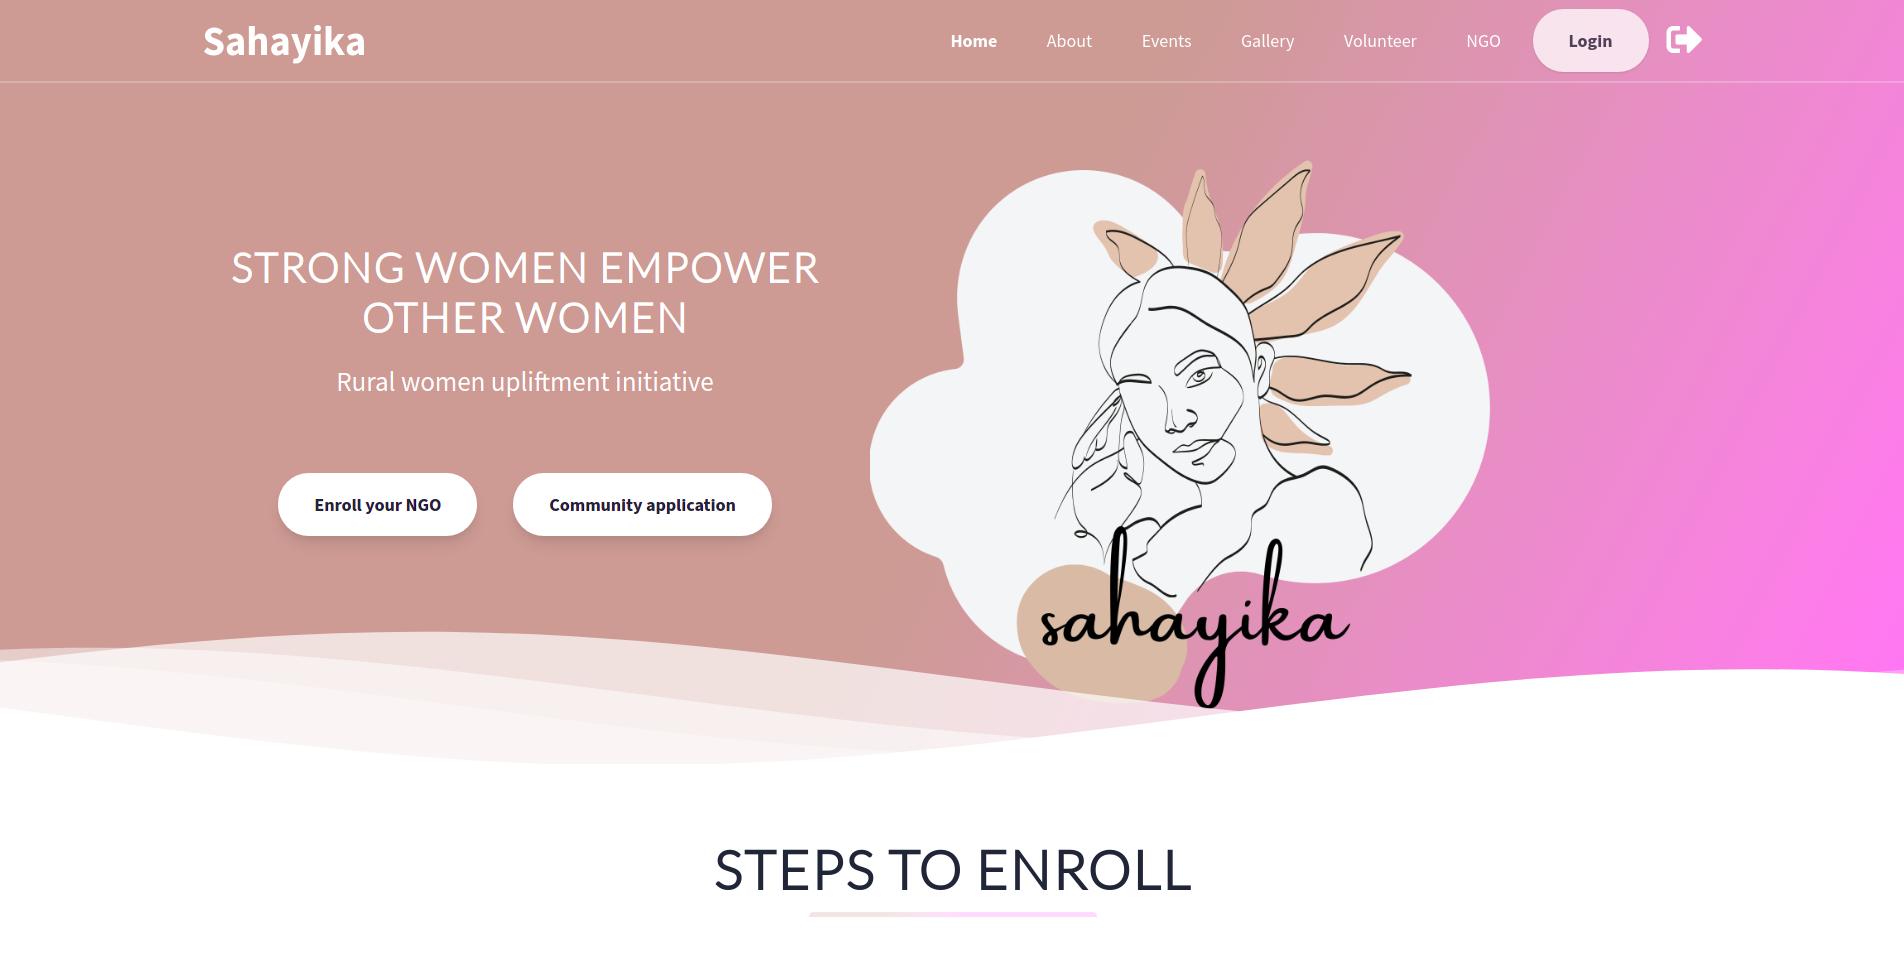 Sahayika
Home
About
Events
Gallery
Volunteer
NGO
Login
STRONG WOMEN EMPOWER
OTHER WOMEN
Rural women upliftment initiative
Enroll your NGO
Community application
sahayika
STEPS TO ENROLL